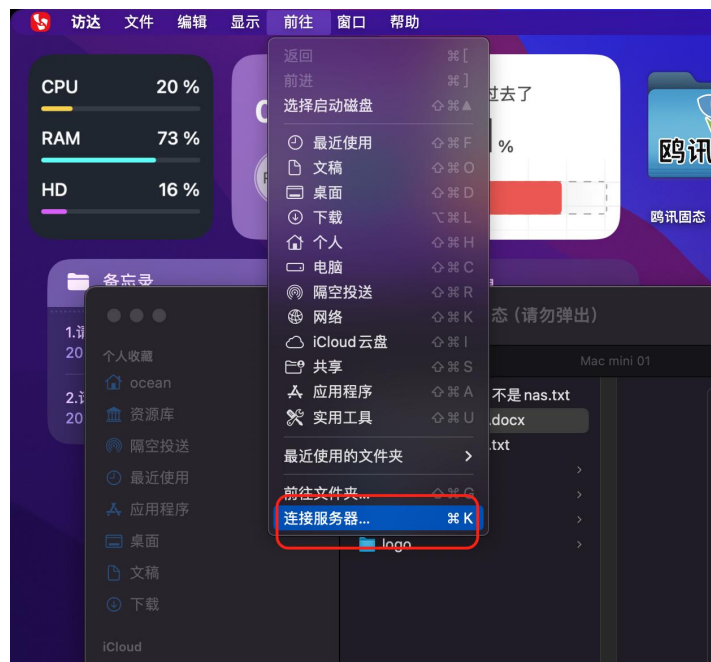 访达 文件 编辑 显示 前往 窗口 帮助
返回 ⌘[
前进 ⌘]
选择启动磁盘 ⇧⌘▲
最近使用 ⇧⌘F
文稿 ⇧⌘O
桌面 ⇧⌘D
下载 ⌥⌘L
个人 ⇧⌘H
电脑 ⇧⌘C
隔空投送 ⇧⌘R
网络 ⇧⌘K
iCloud 云盘 ⇧⌘I
共享 ⇧⌘S
应用程序 ⇧⌘A
实用工具 ⇧⌘U
最近使用的文件夹 >
前往文件夹... ⇧⌘G
连接服务器... ⌘K
CPU 20 %
RAM 73 %
HD 16 %
过去了
%
鸥讯
鸥讯固态
备忘录
1.请
20
2.
20
态 (请勿弹出)
Mac mini 01
个人收藏
ocean
资源库
隔空投送
最近使用
应用程序
桌面
文稿
下载
iCloud
不是 nas.txt
.docx
.txt
logo